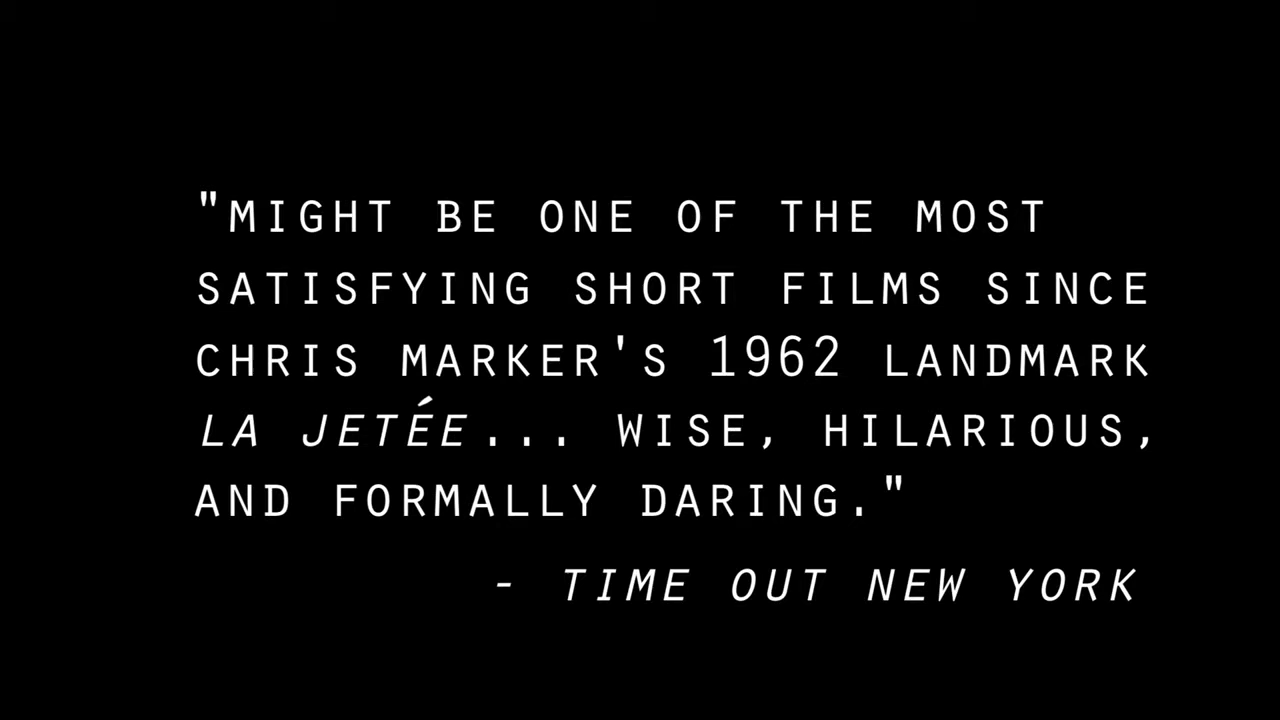 "MIGHT BE ONE OF THE MOST
SATISFYING SHORT FILMS SINCE
CHRIS MARKER'S 1962 LANDMARK
LA JETÉE... WISE, HILARIOUS,
AND FORMALLY DARING."
- TIME OUT NEW YORK